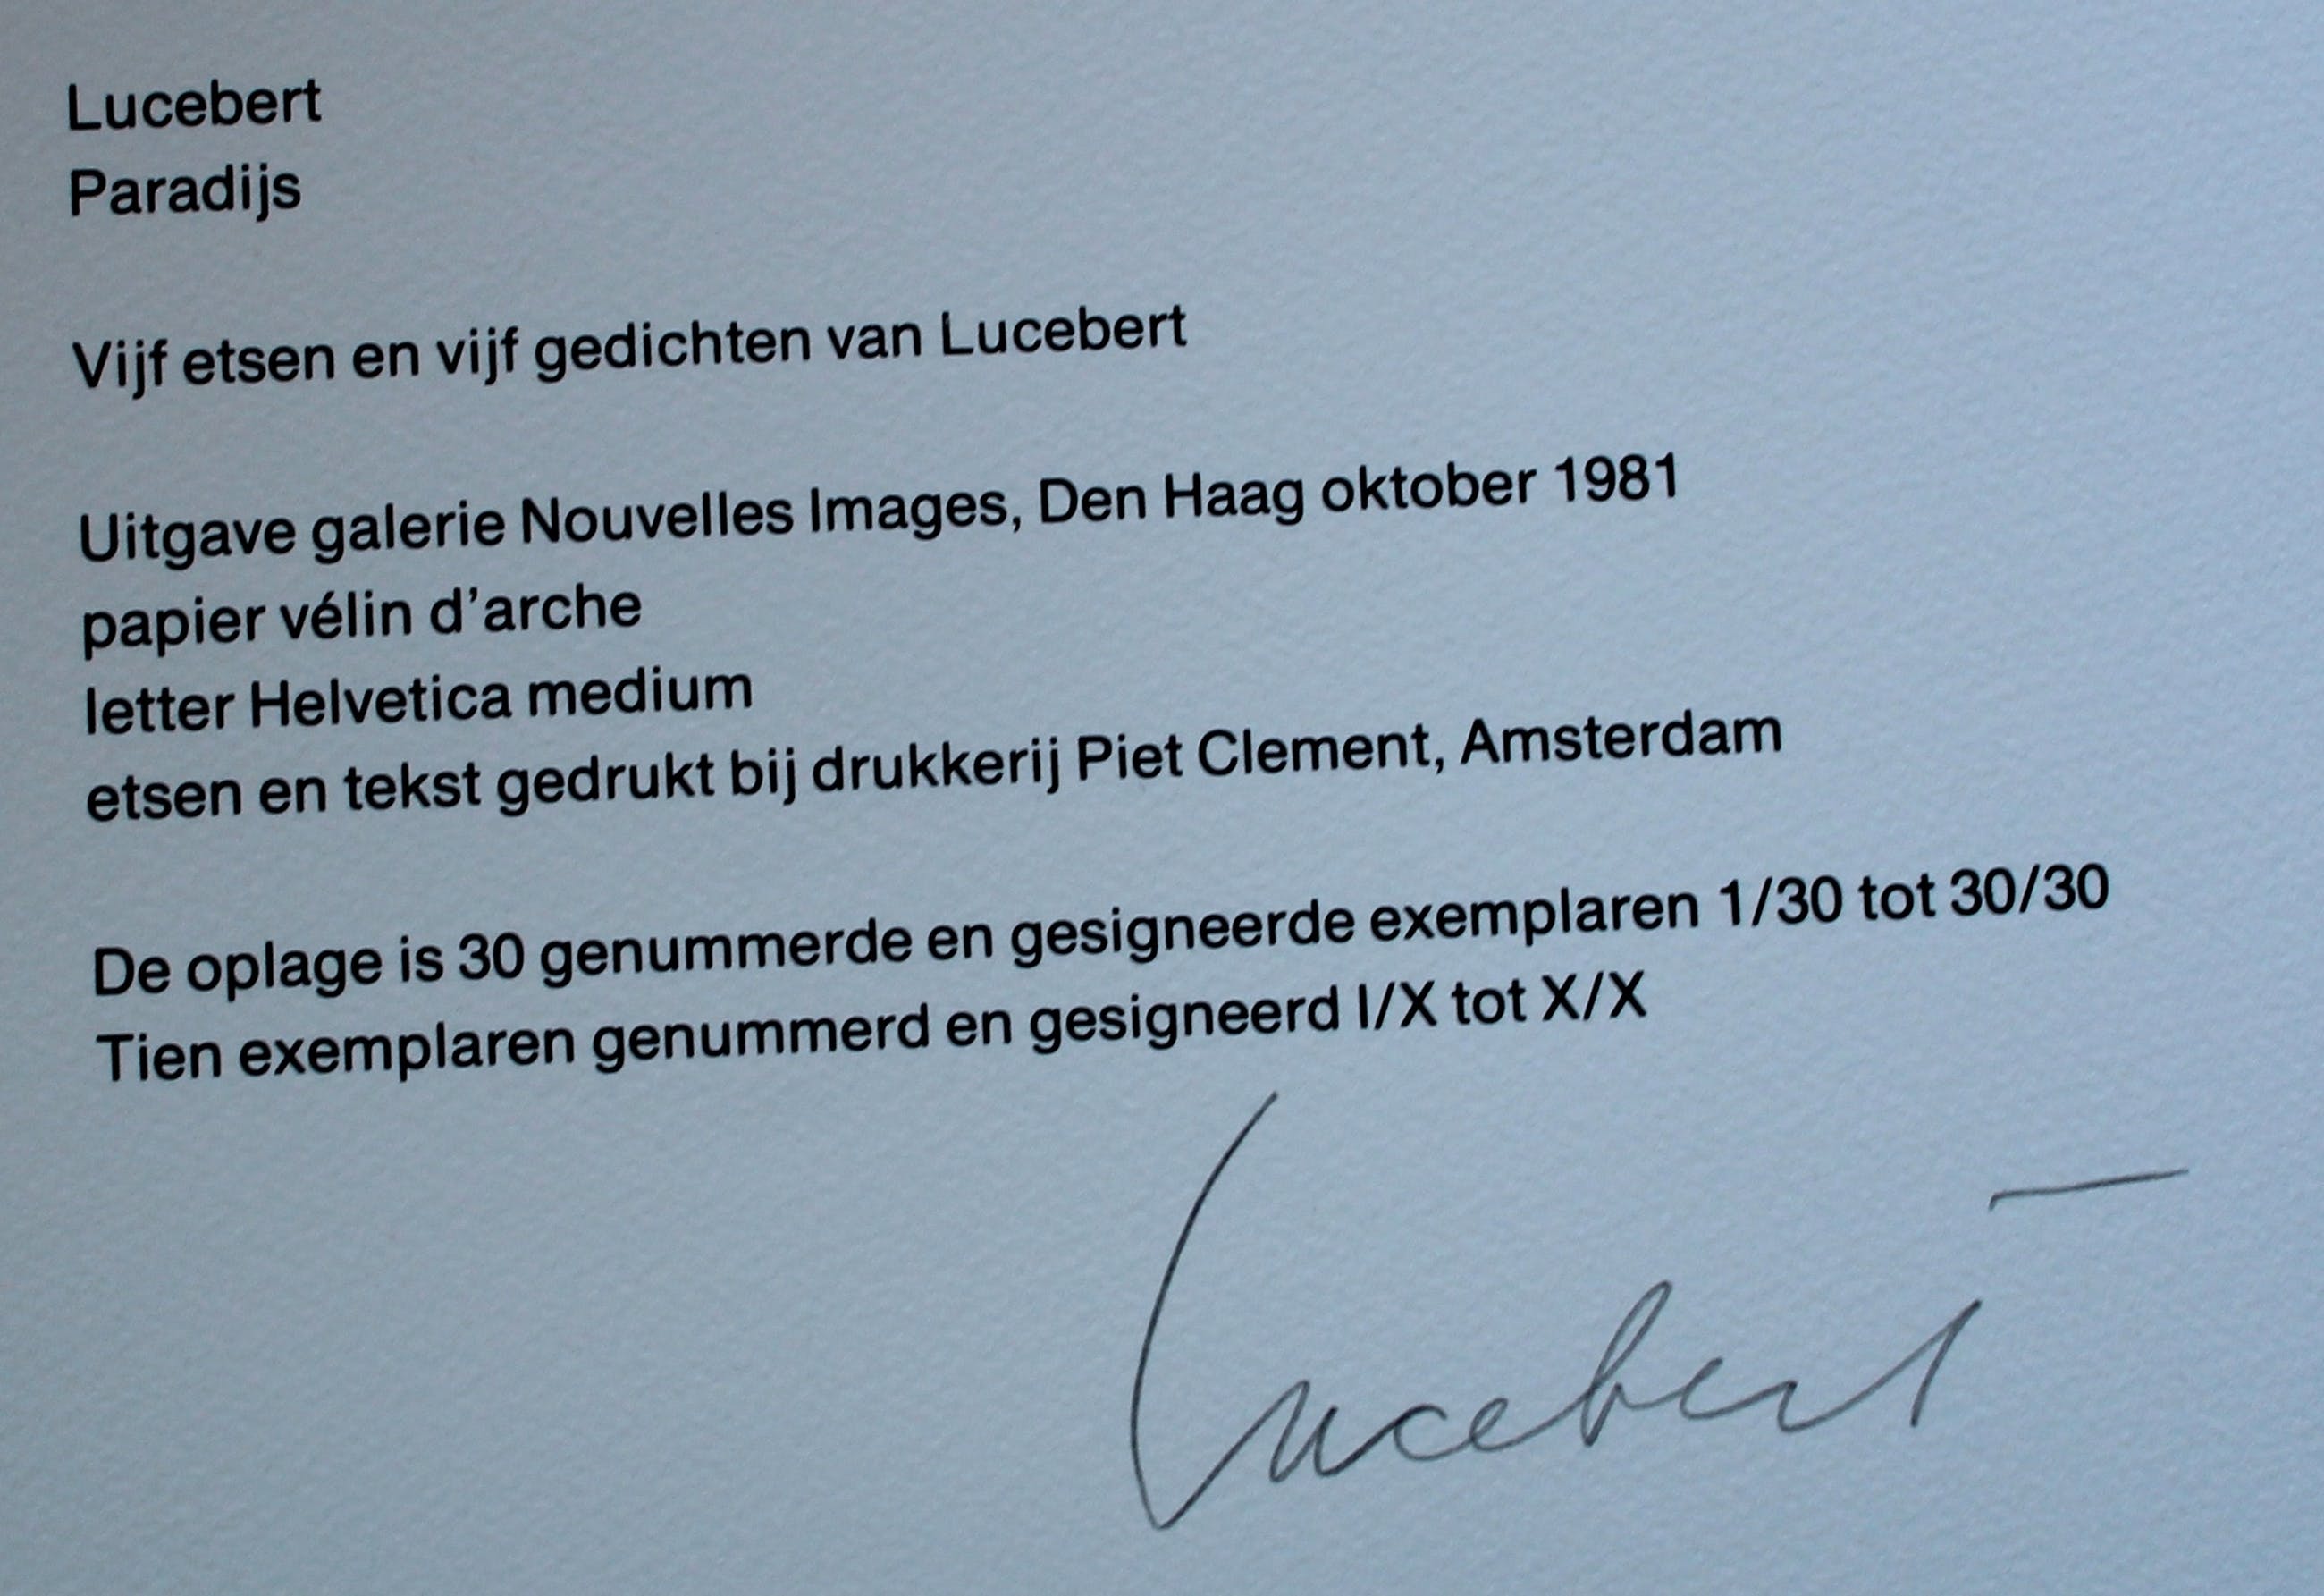 Lucebert
Paradijs
Vijf etsen en vijf gedichten van Lucebert
Uitgave galerie Nouvelles Images, Den Haag oktober 1981
papier vélin d’arche
letter Helvetica medium
etsen en tekst gedrukt bij drukkerij Piet Clement, Amsterdam
De oplage is 30 genummerde en gesigneerde exemplaren 1/30 tot 30/30
Tien exemplaren genummerd en gesigneerd I/X tot X/X
Lucebert